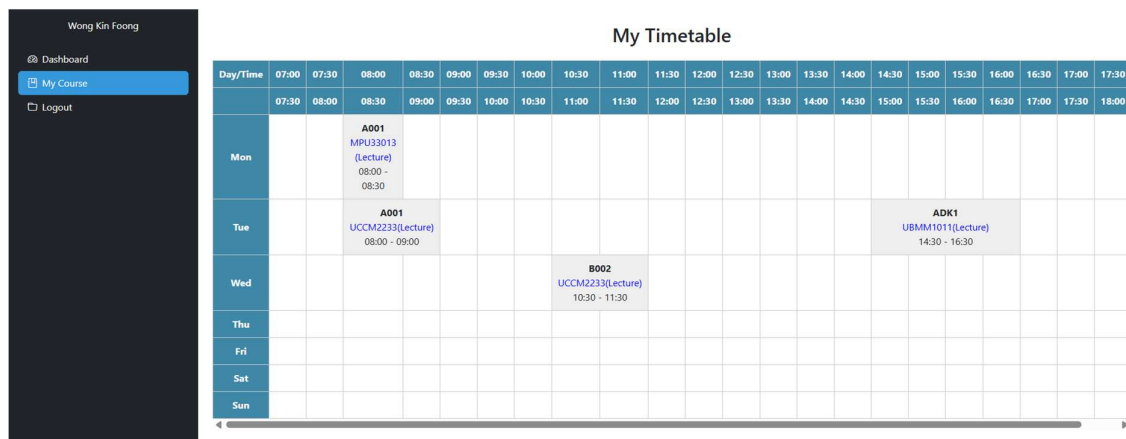 Wong Kin Foong
Dashboard
My Course
Logout
My Timetable
Day/Time 07:00 07:30 08:00 08:30 09:00 09:30 10:00 10:30 11:00 11:30 12:00 12:30 13:00 13:30 14:00 14:30 15:00 15:30 16:00 16:30 17:00 17:30
07:30 08:00 08:30 09:00 09:30 10:00 10:30 11:00 11:30 12:00 12:30 13:00 13:30 14:00 14:30 15:00 15:30 16:00 16:30 17:00 17:30 18:00
Mon
A001
MPU33013
(Lecture)
08:00 -
08:30
Tue
A001
UCCM2233(Lecture)
08:00 - 09:00
ADK1
UBMM1011(Lecture)
14:30 - 16:30
Wed
B002
UCCM2233(Lecture)
10:30 - 11:30
Thu
Fri
Sat
Sun